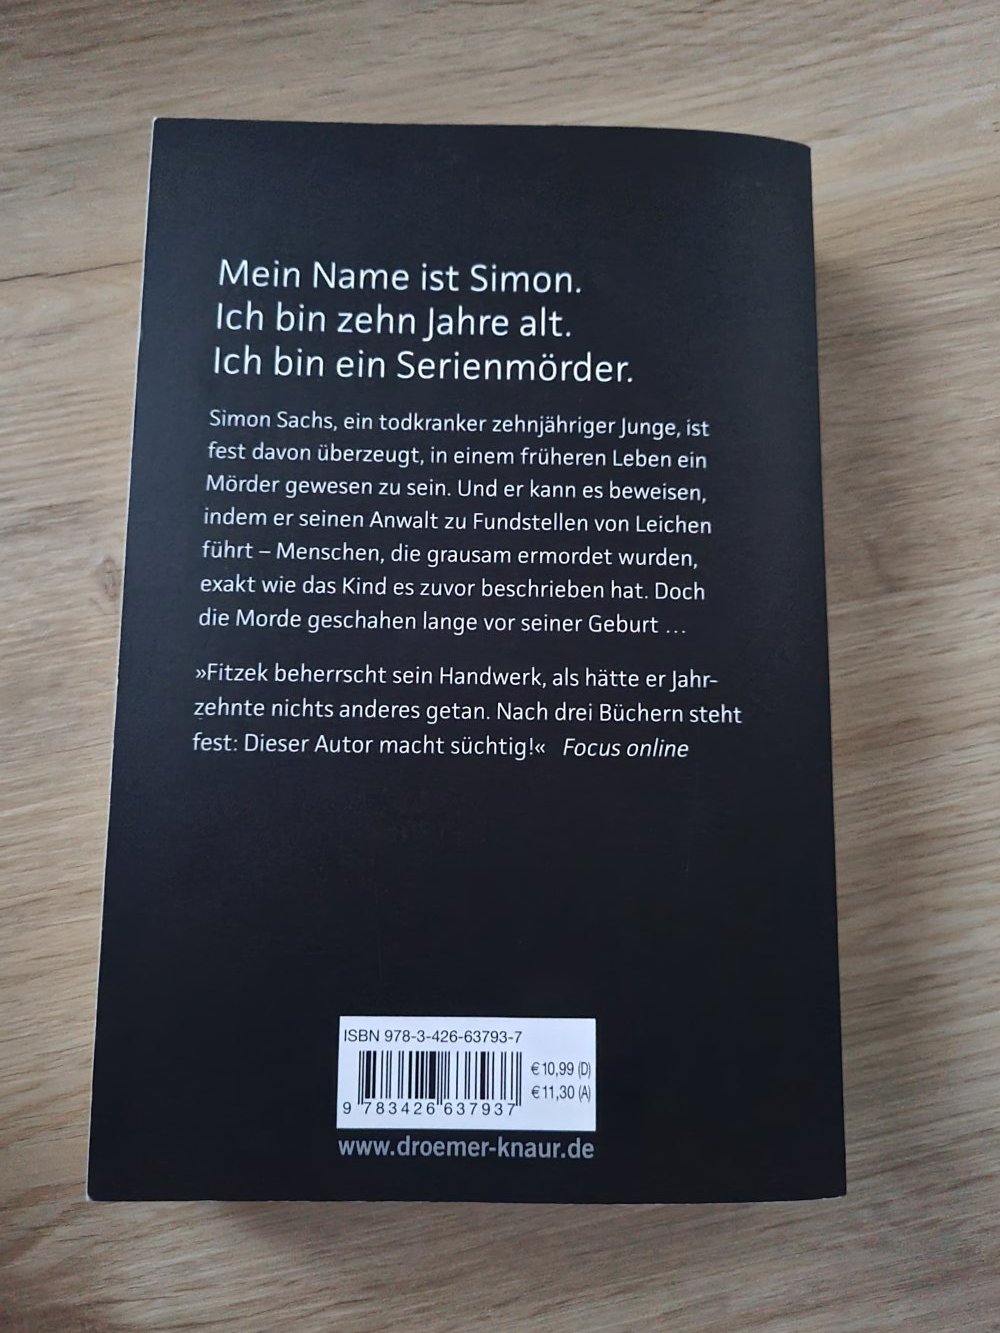 Mein Name ist Simon.
Ich bin zehn Jahre alt.
Ich bin ein Serienmörder.
Simon Sachs, ein todkranker zehnjähriger Junge, ist
fest davon überzeugt, in einem früheren Leben ein
Mörder gewesen zu sein. Und er kann es beweisen,
indem er seinen Anwalt zu Fundstellen von Leichen
führt – Menschen, die grausam ermordet wurden,
exakt wie das Kind es zuvor beschrieben hat. Doch
die Morde geschahen lange vor seiner Geburt …
»Fitzek beherrscht sein Handwerk, als hätte er Jahr-
zehnte nichts anderes getan. Nach drei Büchern steht
fest: Dieser Autor macht süchtig!« Focus online
ISBN 978-3-426-63793-7
€ 10,99 (D)
€ 11,30 (A)
9 783426 637937
www.droemer-knaur.de